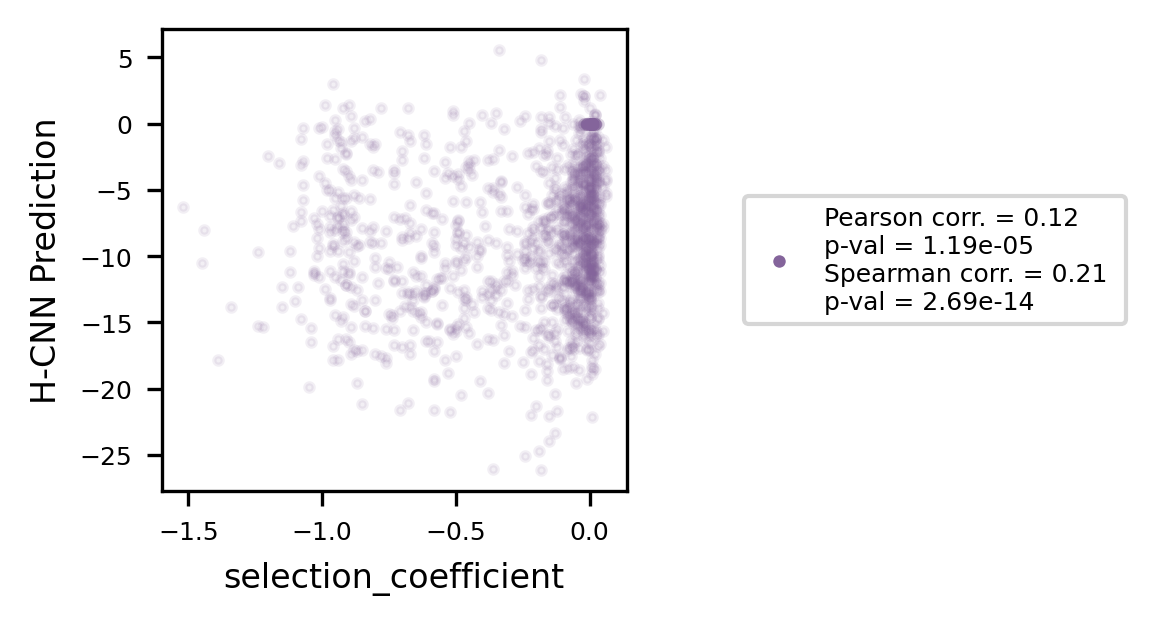 5
0
−5
−10
−15
−20
−25
H-CNN Prediction
−1.5
−1.0
−0.5
0.0
selection_coefficient
Pearson corr. = 0.12
p-val = 1.19e-05
Spearman corr. = 0.21
p-val = 2.69e-14